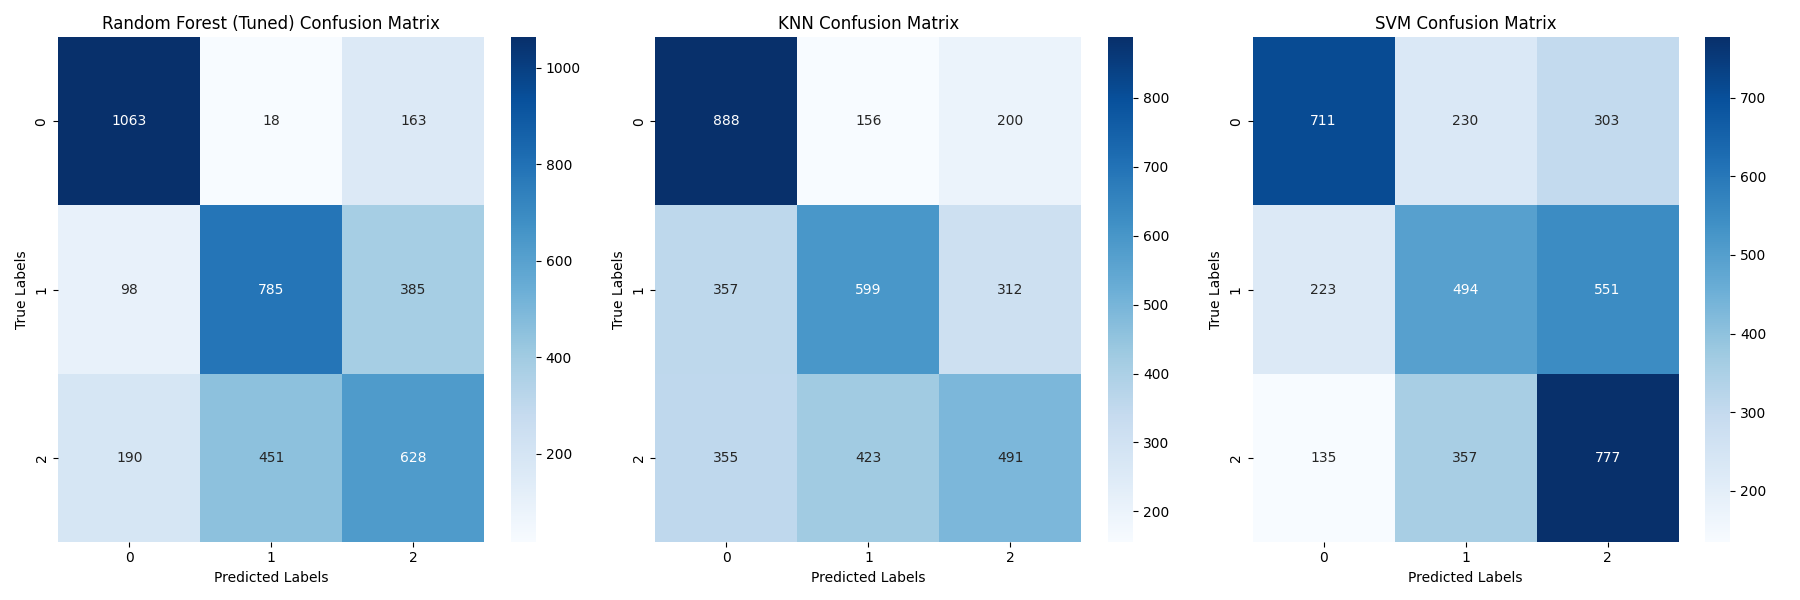 Random Forest (Tuned) Confusion Matrix
1063 18 163
98 785 385
190 451 628
0
1
2
True Labels
0 1 2
Predicted Labels
1000
800
600
400
200
KNN Confusion Matrix
888 156 200
357 599 312
355 423 491
0
1
2
True Labels
0 1 2
Predicted Labels
800
700
600
500
400
300
200
SVM Confusion Matrix
711 230 303
223 494 551
135 357 777
0
1
2
True Labels
0 1 2
Predicted Labels
700
600
500
400
300
200